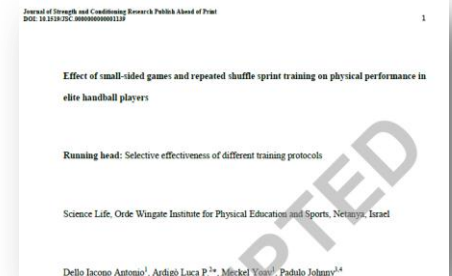 Journal of Strength and Conditioning Research Publish Ahead of Print
DOI: 10.1519/JSC.0000000000001139
1
Effect of small-sided games and repeated shuffle sprint training on physical performance in
elite handball players
Running head: Selective effectiveness of different training protocols
Science Life, Orde Wingate Institute for Physical Education and Sports, Netanya, Israel
Dello Iacono Antonio¹, Ardigò Luca P.²*, Meckel Yoav¹, Padulo Johnny³,⁴
PTED